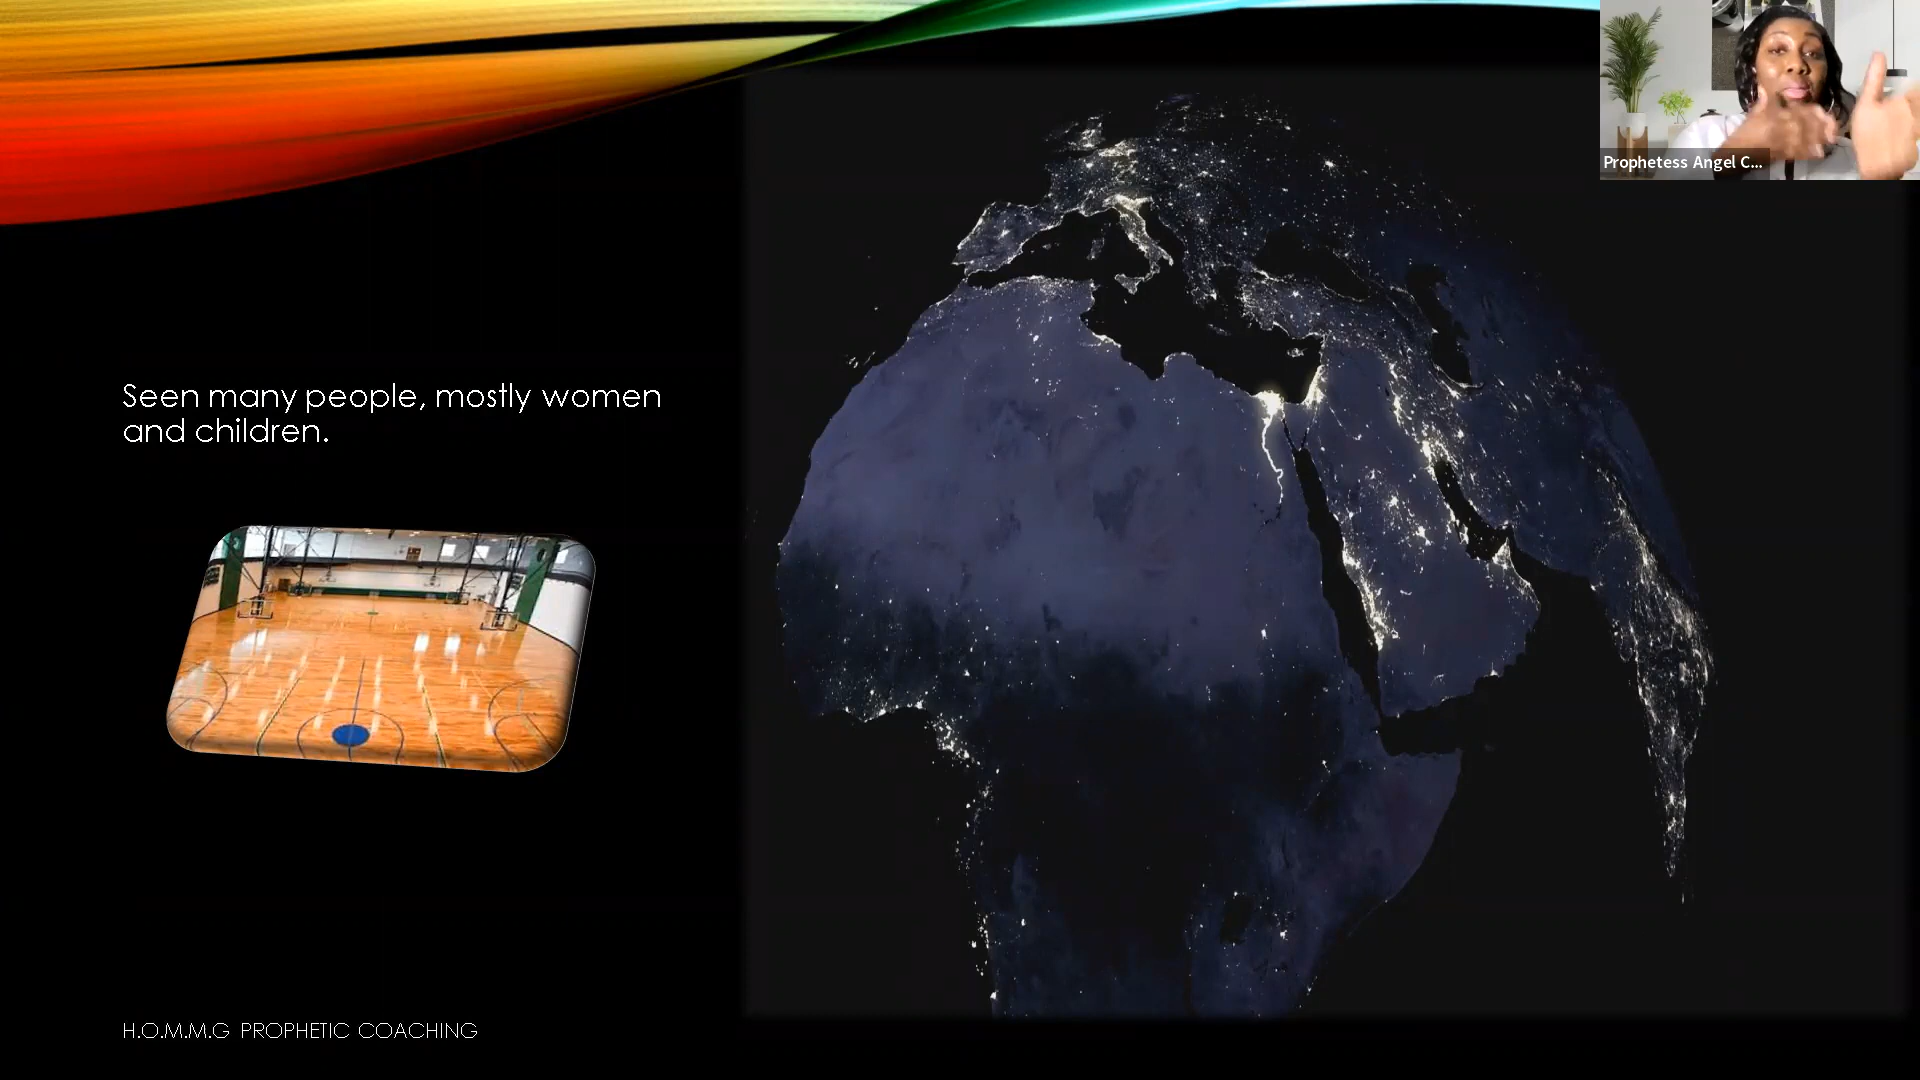 Prophetess Angel C...
Seen many people, mostly women
and children.
H.O.M.M.G PROPHETIC COACHING